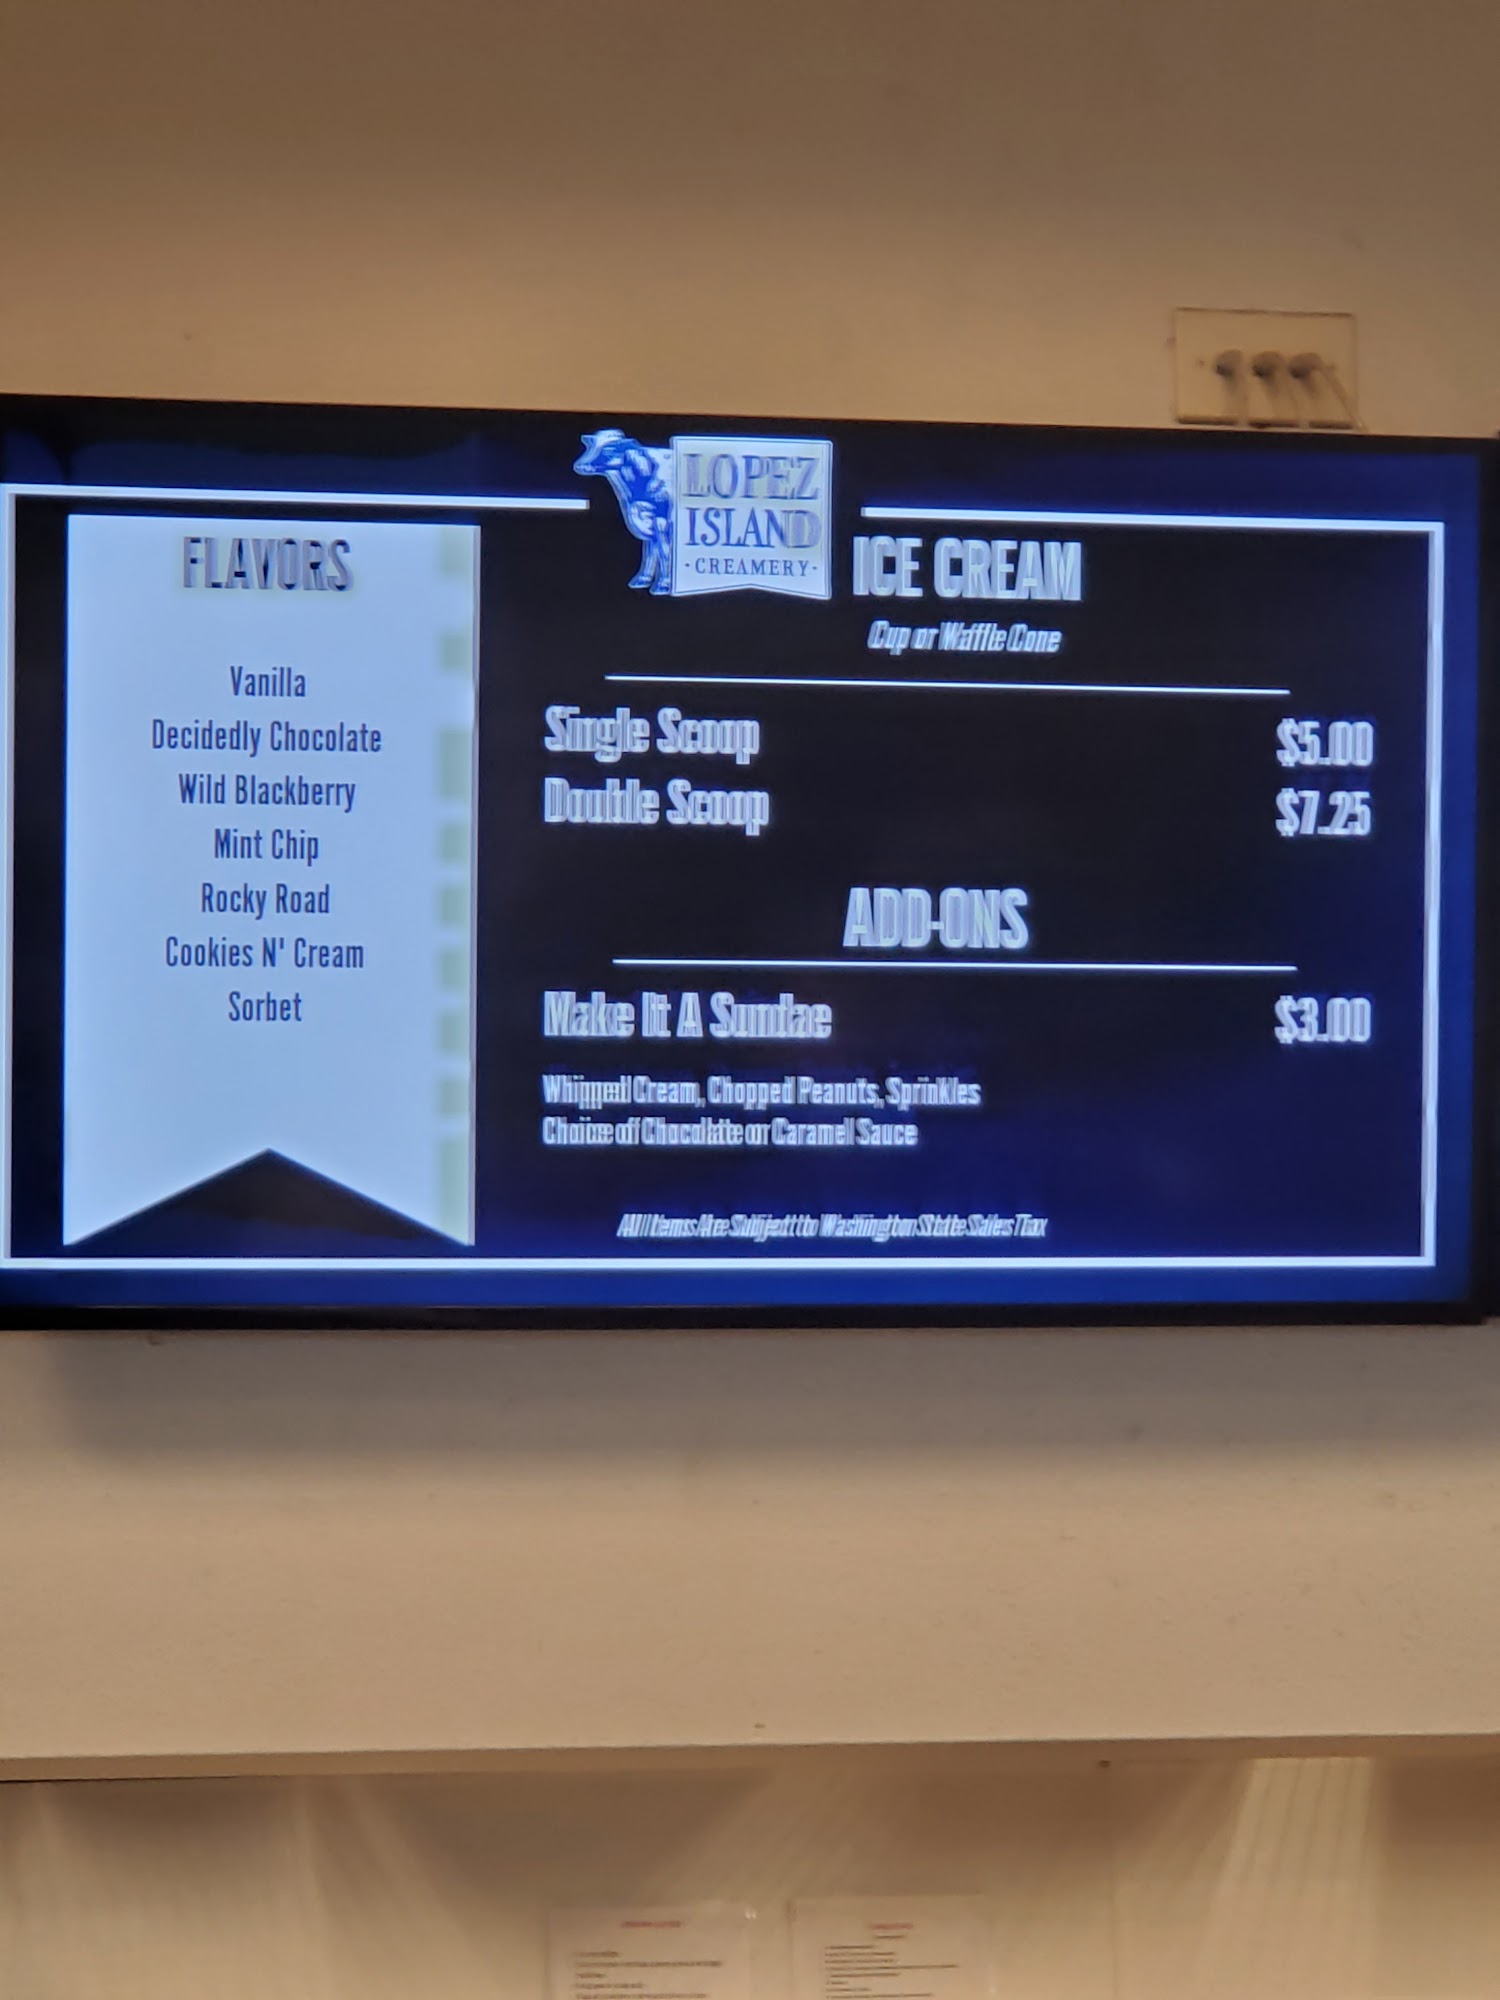 LOPEZ
ISLAND
·CREAMERY·
FLAVORS
Vanilla
Decidedly Chocolate
Wild Blackberry
Mint Chip
Rocky Road
Cookies N' Cream
Sorbet
ICE CREAM
Cup or Waffle Cone
Single Scoop $5.00
Double Scoop $7.25
ADD-ONS
Make It A Sundae $3.00
Whipped Cream, Chopped Peanuts, Sprinkles
Choice of Chocolate or Caramel Sauce
All Items Are Subject to Washington State Sales Tax